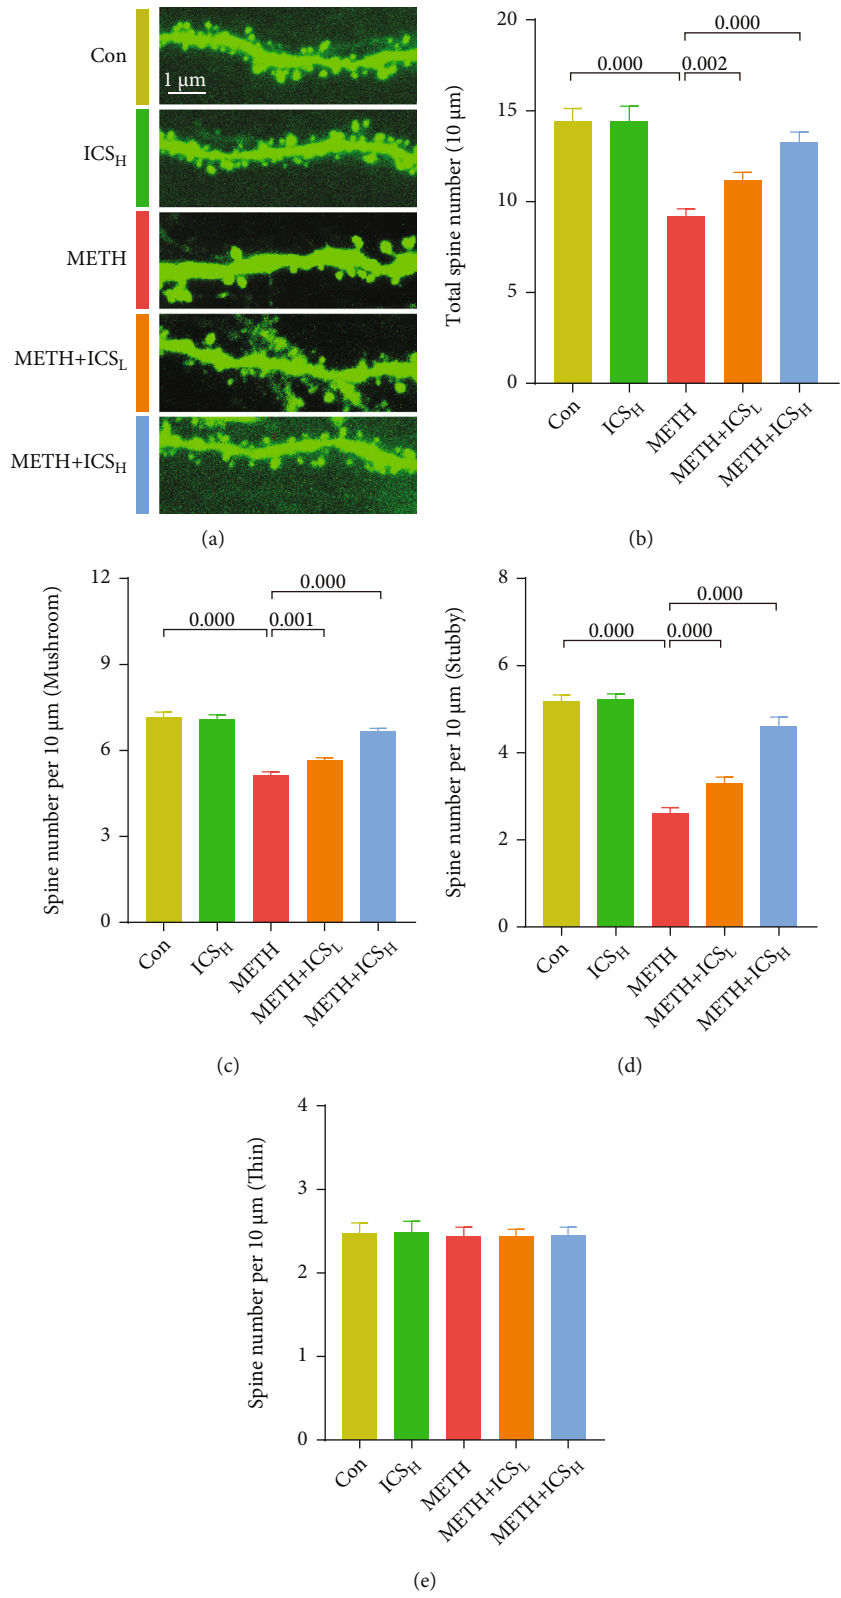 Con
1 μm
ICSH
METH
METH+ICSL
METH+ICSH
(a)
Total spine number (10 μm)
20
15
10
5
0
0.000
0.000
0.002
Con
ICSH
METH
METH+ICSL
METH+ICSH
(b)
Spine number per 10 μm (Mushroom)
12
9
6
3
0
0.000
0.000
0.001
Con
ICSH
METH
METH+ICSL
METH+ICSH
(c)
Spine number per 10 μm (Stubby)
8
6
4
2
0
0.000
0.000
0.000
Con
ICSH
METH
METH+ICSL
METH+ICSH
(d)
Spine number per 10 μm (Thin)
4
3
2
1
0
Con
ICSH
METH
METH+ICSL
METH+ICSH
(e)